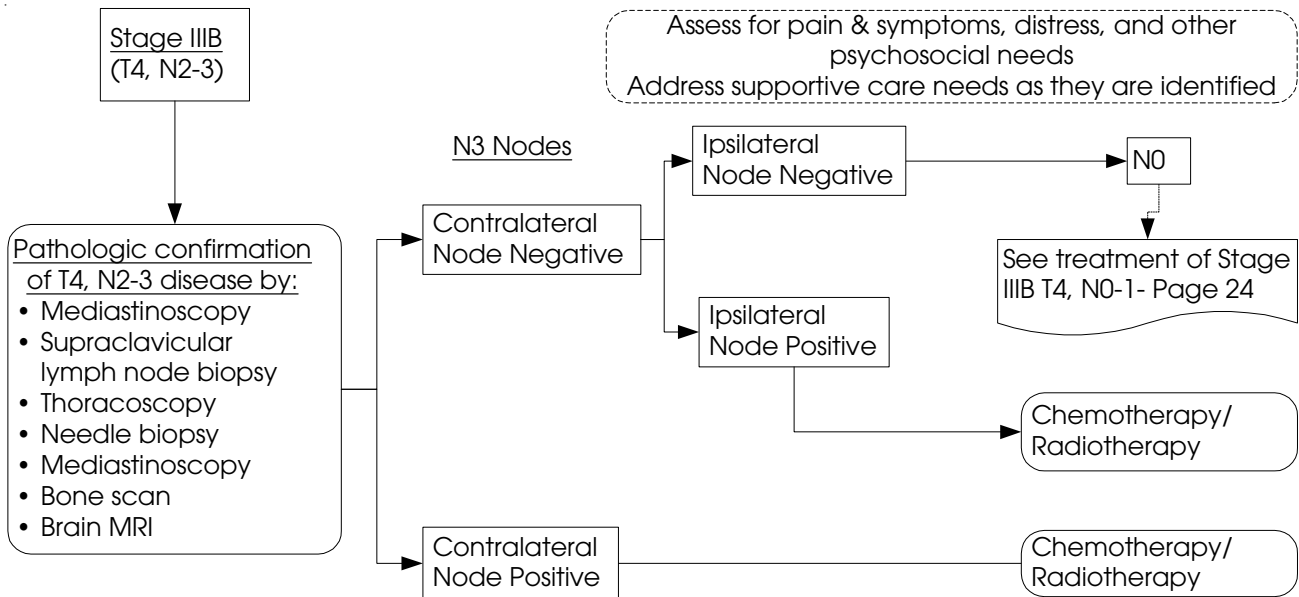 Stage IIIB
(T4, N2-3)
Assess for pain & symptoms, distress, and other
psychosocial needs
Address supportive care needs as they are identified
N3 Nodes
Ipsilateral
Node Negative
N0
Contralateral
Node Negative
Pathologic confirmation
of T4, N2-3 disease by:
• Mediastinoscopy
• Supraclavicular
lymph node biopsy
• Thoracoscopy
• Needle biopsy
• Mediastinoscopy
• Bone scan
• Brain MRI
See treatment of Stage
IIIB T4, N0-1- Page 24
Ipsilateral
Node Positive
Chemotherapy/
Radiotherapy
Contralateral
Node Positive
Chemotherapy/
Radiotherapy